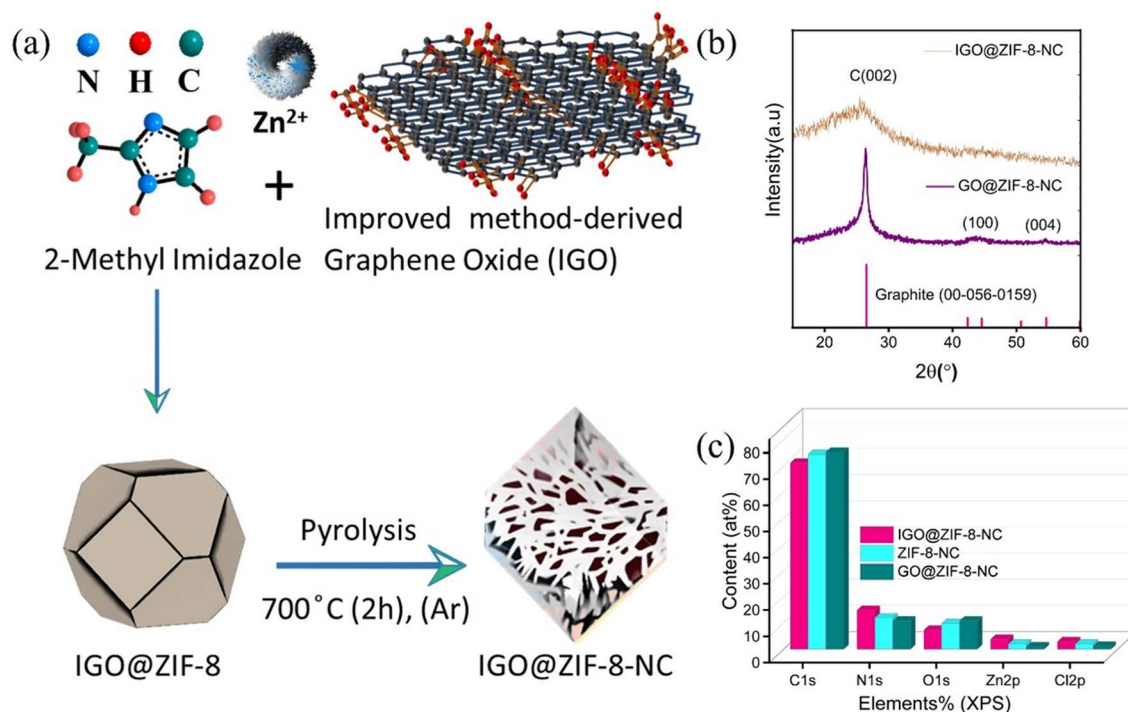 (a)
N H C
Zn2+
+
2-Methyl Imidazole
Improved method-derived
Graphene Oxide (IGO)
IGO@ZIF-8
Pyrolysis
700°C (2h), (Ar)
IGO@ZIF-8-NC
(b)
IGO@ZIF-8-NC
C(002)
GO@ZIF-8-NC
(100) (004)
Graphite (00-056-0159)
Intensity(a.u)
20 30 40 50 60
2θ(°)
(c)
80
70
60
50
40
30
20
10
0
Content (at%)
IGO@ZIF-8-NC
ZIF-8-NC
GO@ZIF-8-NC
C1s N1s O1s Zn2p Cl2p
Elements% (XPS)